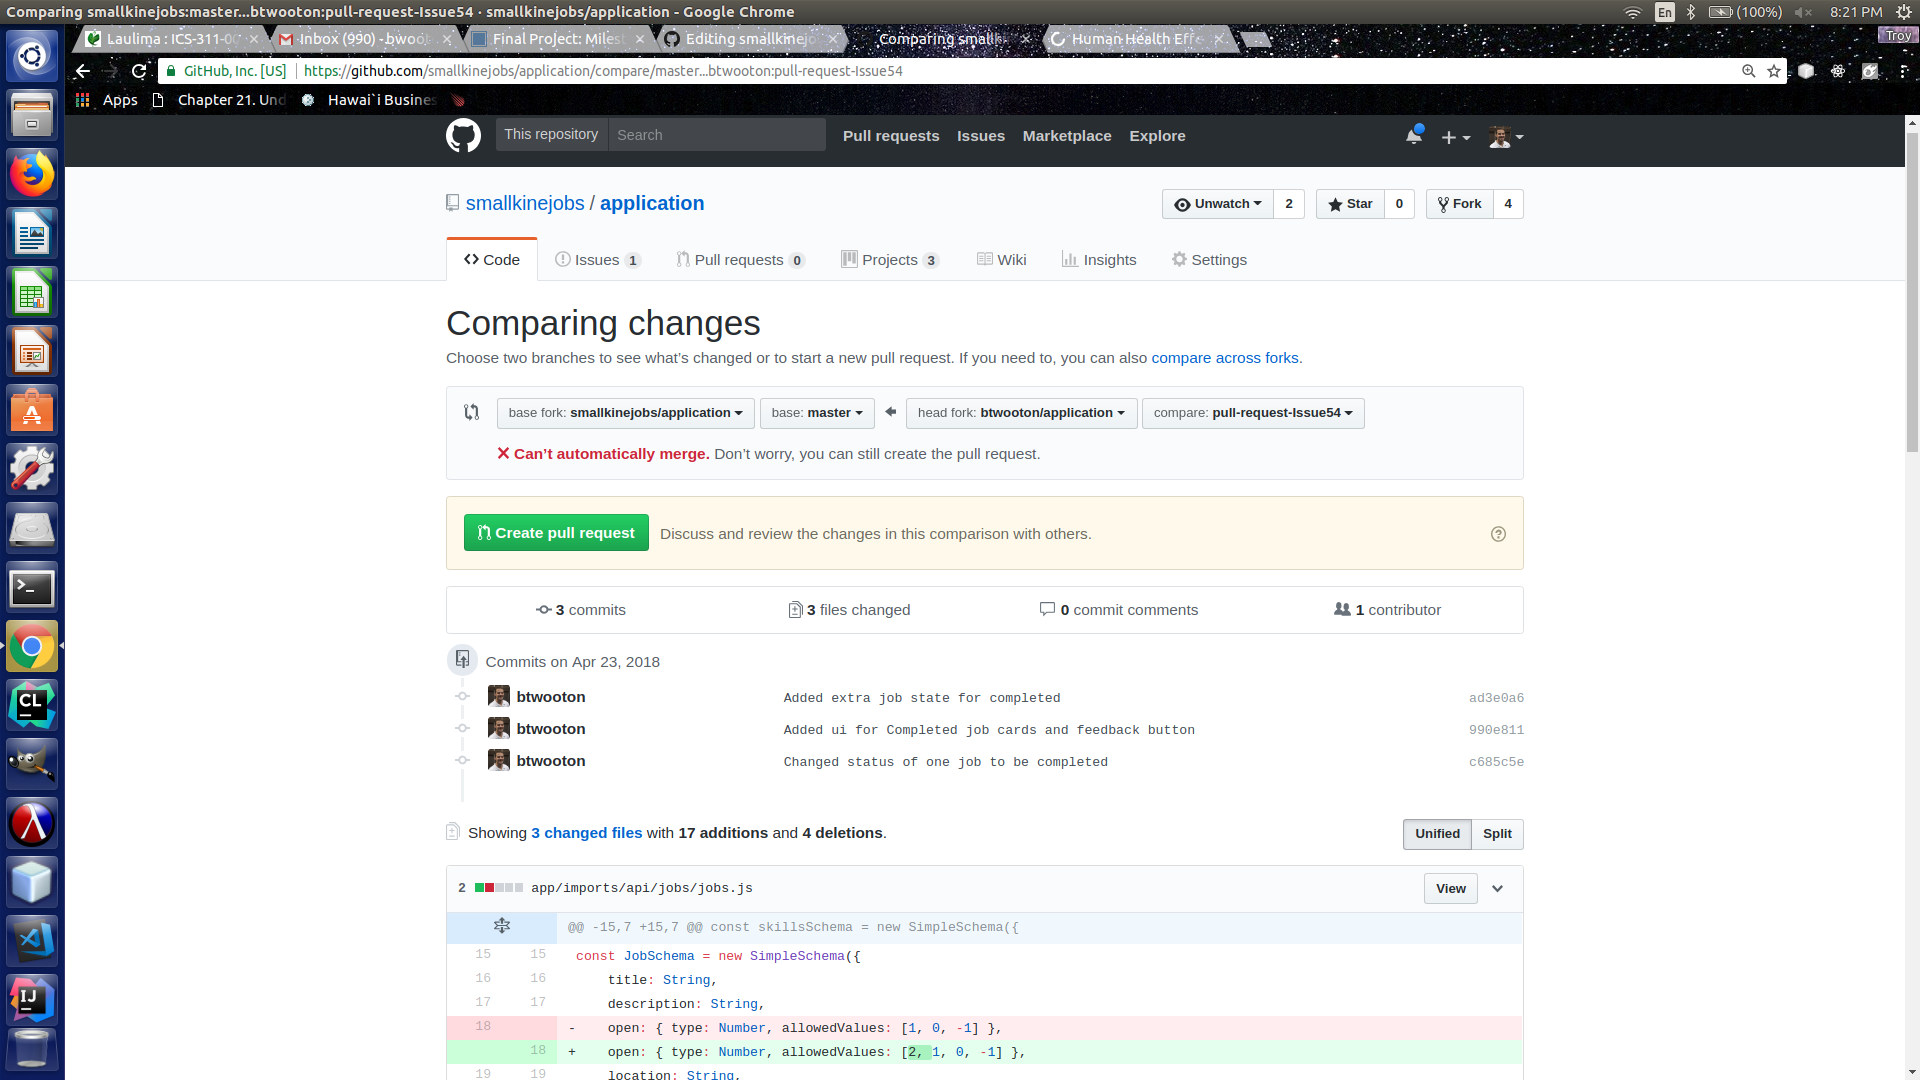 Comparing smallkinejobs:master...btwooton:pull-request-Issue54 · smallkinejobs/application - Google Chrome
En (100%) 8:21 PM
Laulima : ICS-311-00
Inbox (990) - bwoo
Final Project: Milest
Editing smallkinejo
Comparing small
Human Health Effe
Troy
GitHub, Inc. [US] https://github.com/smallkinejobs/application/compare/master...btwooton:pull-request-Issue54
Apps Chapter 21. Und Hawai`i Busines
This repository Search Pull requests Issues Marketplace Explore
smallkinejobs / application
Unwatch 2 Star 0 Fork 4
Code Issues 1 Pull requests 0 Projects 3 Wiki Insights Settings
Comparing changes
Choose two branches to see what’s changed or to start a new pull request. If you need to, you can also compare across forks.
base fork: smallkinejobs/application base: master head fork: btwooton/application compare: pull-request-Issue54
Can’t automatically merge. Don’t worry, you can still create the pull request.
Create pull request Discuss and review the changes in this comparison with others.
3 commits 3 files changed 0 commit comments 1 contributor
Commits on Apr 23, 2018
btwooton Added extra job state for completed ad3e0a6
btwooton Added ui for Completed job cards and feedback button 990e811
btwooton Changed status of one job to be completed c685c5e
Showing 3 changed files with 17 additions and 4 deletions.
Unified Split
2 app/imports/api/jobs/jobs.js View
@@ -15,7 +15,7 @@ const skillsSchema = new SimpleSchema({
15 15 const JobSchema = new SimpleSchema({
16 16 title: String,
17 17 description: String,
18 - open: { type: Number, allowedValues: [1, 0, -1] },
18 + open: { type: Number, allowedValues: [2, 1, 0, -1] },
19 19 location: String,